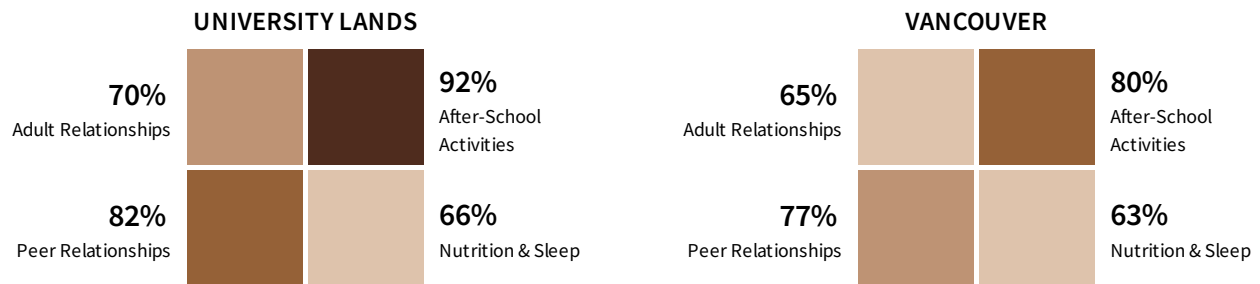 UNIVERSITY LANDS
70%
Adult Relationships
92%
After-School
Activities
82%
Peer Relationships
66%
Nutrition & Sleep
VANCOUVER
65%
Adult Relationships
80%
After-School
Activities
77%
Peer Relationships
63%
Nutrition & Sleep